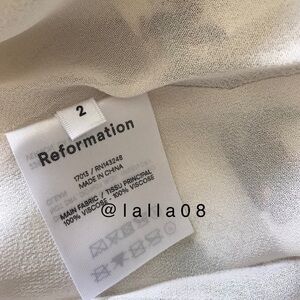 2
Reformation
17013 / RN143248
MADE IN CHINA
MAIN FABRIC / TISSU PRINCIPAL
100% VISCOSE · 100% VISCOSE
@lalla08